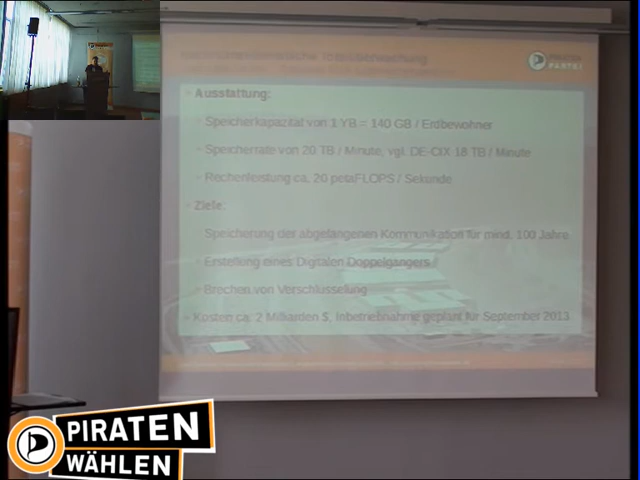 PIRATEN
PARTEI
Ausstattung:
Speicherkapazität von 1 YB = 140 GB / Erdbewohner
Speicherrate von 20 TB / Minute, vgl. DE-CIX 18 TB / Minute
Rechenleistung ca. 20 petaFLOPS / Sekunde
Ziele:
Speicherung der abgefangenen Kommunikation für mind. 100 Jahre
Erstellung eines Digitalen Doppelgängers
Brechen von Verschlüsselung
Kosten ca. 2 Milliarden $, Inbetriebnahme geplant für September 2013
PIRATEN
WÄHLEN